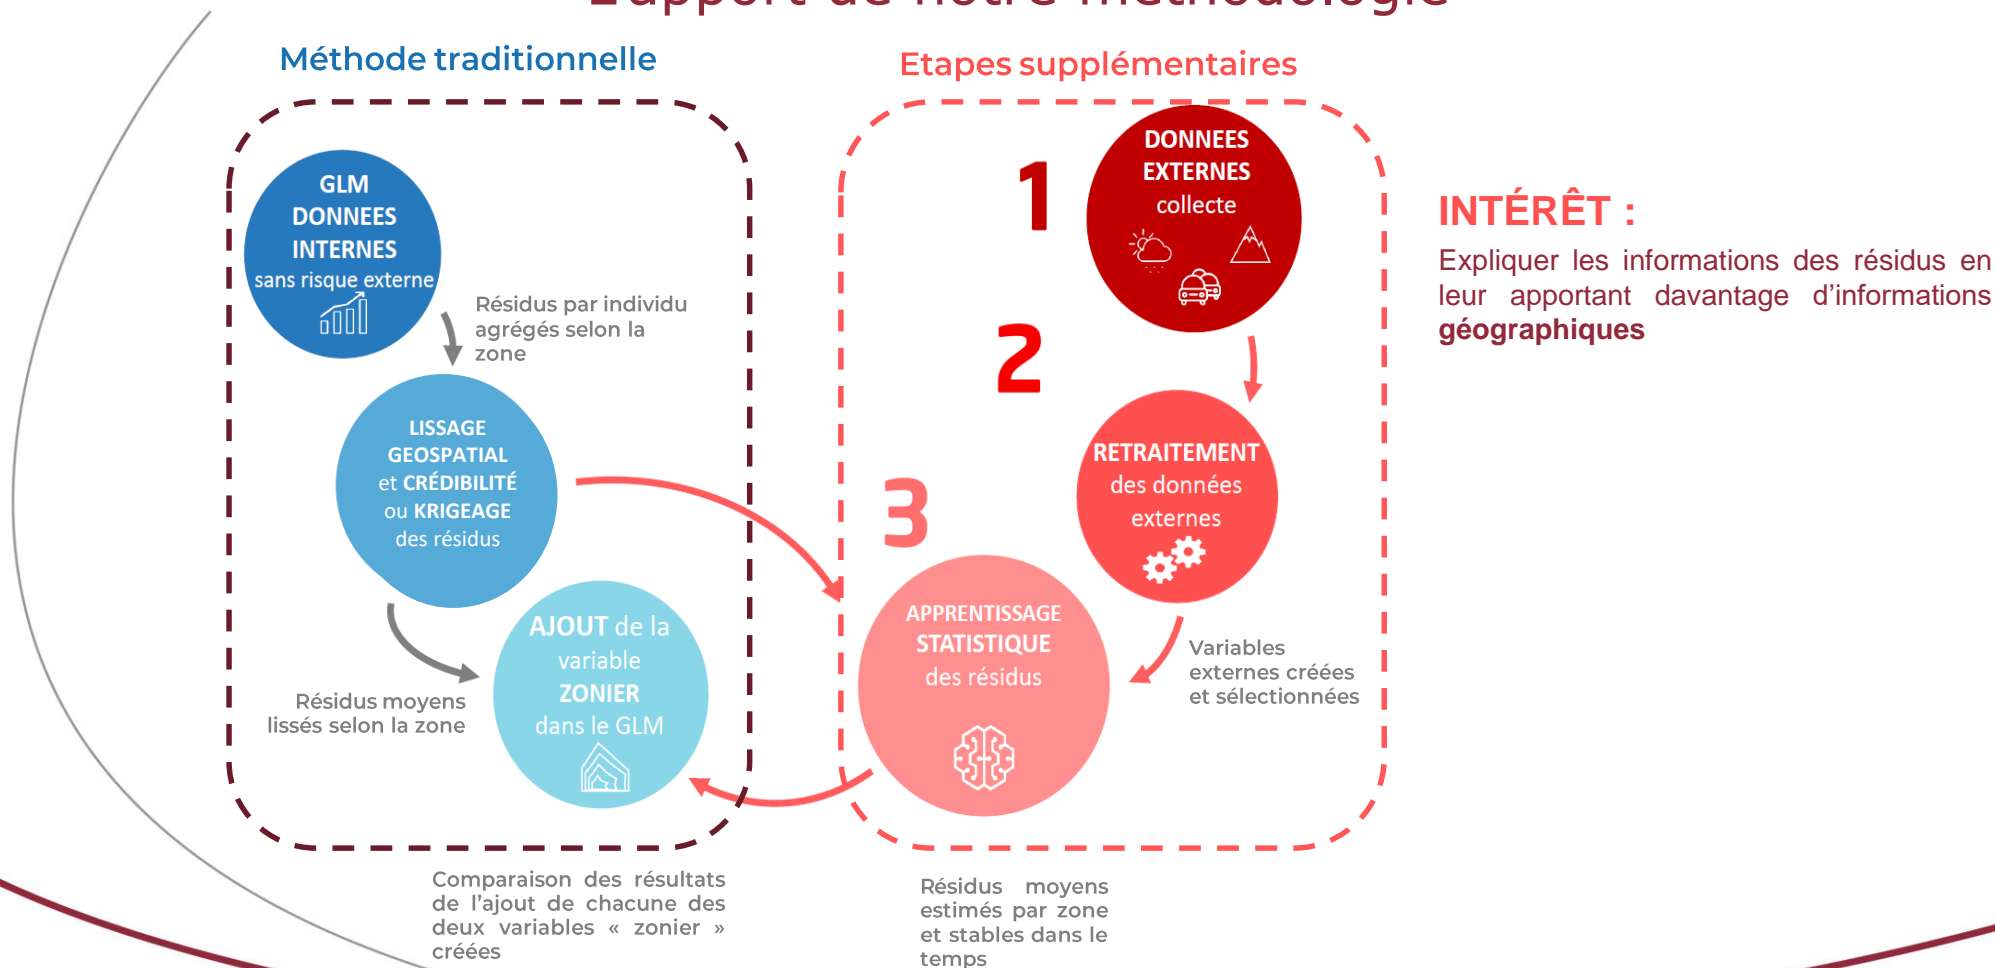 L'apport de notre méthodologie
Méthode traditionnelle
GLM
DONNEES
INTERNES
sans risque externe
Résidus par individu
agrégés selon la
zone
LISSAGE
GEOSPATIAL
et CRÉDIBILITÉ
ou KRIGEAGE
des résidus
Résidus moyens
lissés selon la zone
AJOUT de la
variable
ZONIER
dans le GLM
Comparaison des résultats
de l'ajout de chacune des
deux variables « zonier »
créées
Etapes supplémentaires
1
DONNEES
EXTERNES
collecte
2
RETRAITEMENT
des données
externes
Variables
externes créées
et sélectionnées
3
APPRENTISSAGE
STATISTIQUE
des résidus
Résidus moyens
estimés par zone
et stables dans le
temps
INTÉRÊT :
Expliquer les informations des résidus en
leur apportant davantage d'informations
géographiques